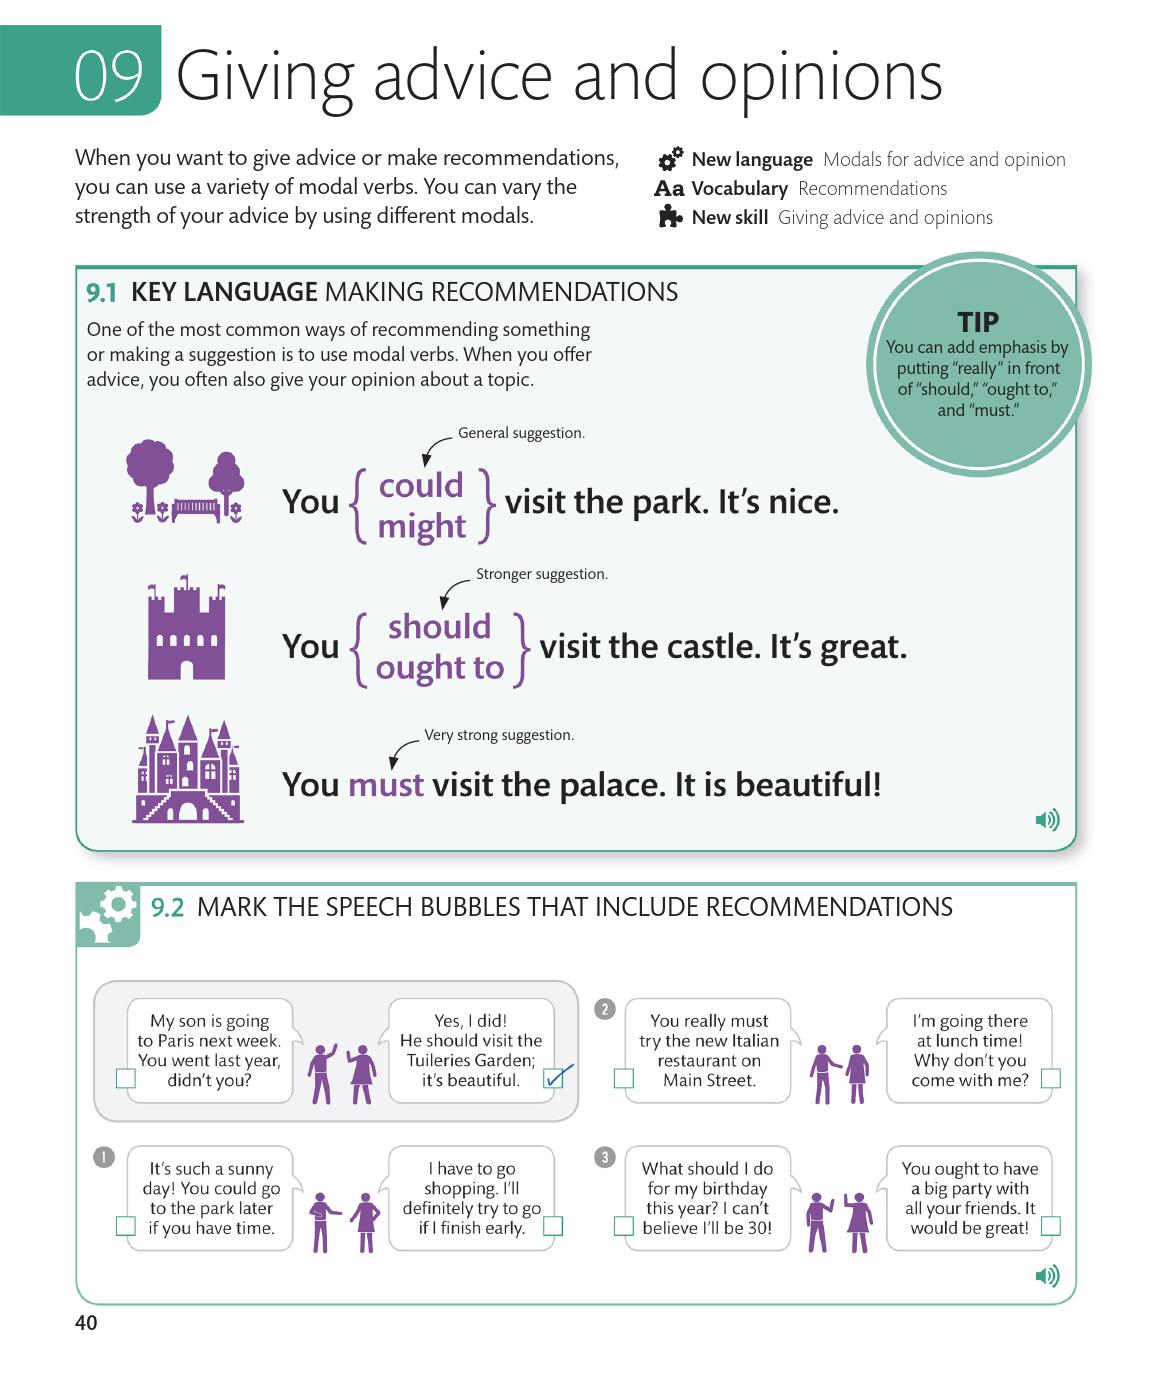 09 Giving advice and opinions
When you want to give advice or make recommendations,
you can use a variety of modal verbs. You can vary the
strength of your advice by using different modals.
New language Modals for advice and opinion
Aa Vocabulary Recommendations
New skill Giving advice and opinions
9.1 KEY LANGUAGE MAKING RECOMMENDATIONS
One of the most common ways of recommending something
or making a suggestion is to use modal verbs. When you offer
advice, you often also give your opinion about a topic.
TIP
You can add emphasis by
putting “really” in front
of “should,” “ought to,”
and “must.”
General suggestion.
You { could might } visit the park. It’s nice.
Stronger suggestion.
You { should ought to } visit the castle. It’s great.
Very strong suggestion.
You must visit the palace. It is beautiful!
9.2 MARK THE SPEECH BUBBLES THAT INCLUDE RECOMMENDATIONS
My son is going
to Paris next week.
You went last year,
didn’t you?
Yes, I did!
He should visit the
Tuileries Garden;
it’s beautiful.
1
It’s such a sunny
day! You could go
to the park later
if you have time.
I have to go
shopping. I’ll
definitely try to go
if I finish early.
2
You really must
try the new Italian
restaurant on
Main Street.
I’m going there
at lunch time!
Why don’t you
come with me?
3
What should I do
for my birthday
this year? I can’t
believe I’ll be 30!
You ought to have
a big party with
all your friends. It
would be great!
40